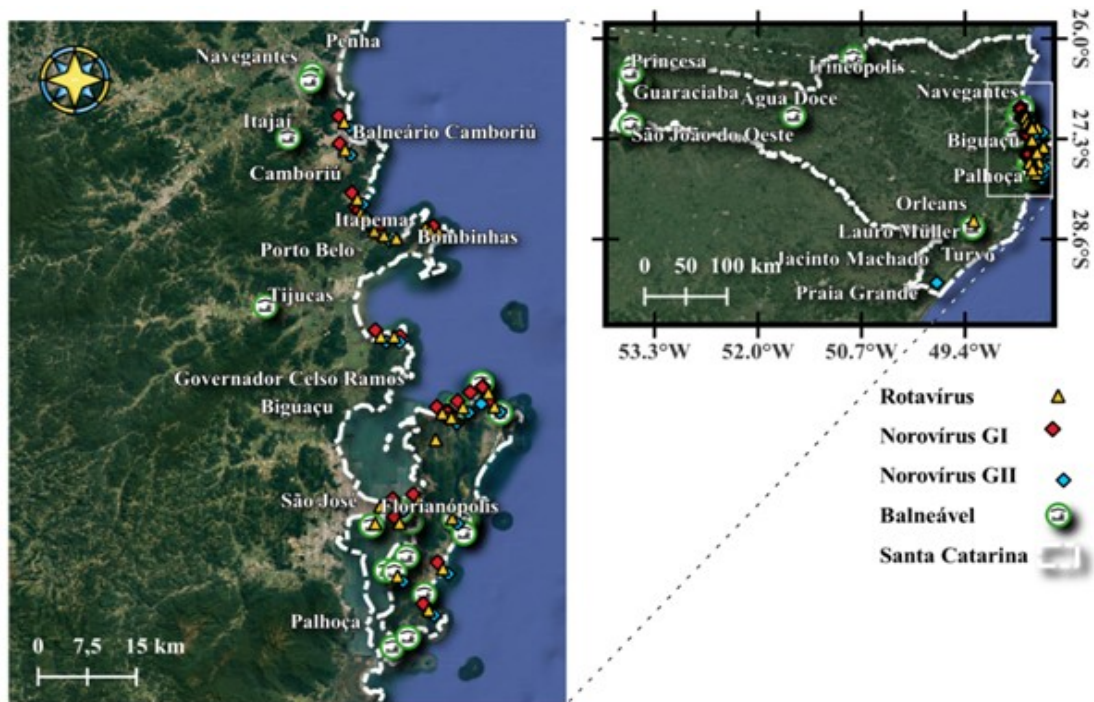 Penha
Navegantes
Itajaí
Balneário Camboriú
Camboriú
Itapema
Bombinhas
Porto Belo
Tijucas
Governador Celso Ramos
Biguaçu
São Jose
Florianópolis
Palhoça
0 7,5 15 km
Princesa
Irineópolis
Guaraciaba
Água Doce
Navegantes
São João do Oeste
Biguaçu
Palhoça
Orleans
Lauro Müller
Jacinto Machado
Turvo
Praia Grande
0 50 100 km
26.0°S
27.3°S
28.6°S
53.3°W 52.0°W 50.7°W 49.4°W
Rotavírus
Norovírus GI
Norovírus GII
Balneável
Santa Catarina